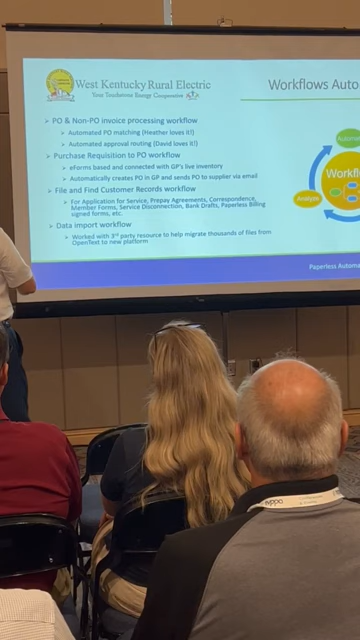 West Kentucky Rural Electric
Your Touchstone Energy Cooperative
Workflows Auto
PO & Non-PO invoice processing workflow
Automated PO matching (Heather loves it!)
Automated approval routing (David loves it!)
Purchase Requisition to PO workflow
eForms based and connected with GP's live inventory
Automatically creates PO in GP and sends PO to supplier via email
File and Find Customer Records workflow
For Application for Service, Prepay Agreements, Correspondence,
Member Forms, Service Disconnection, Bank Drafts, Paperless Billing
signed forms, etc.
Data import workflow
Worked with 3rd party resource to help migrate thousands of files from
OpenText to new platform
Automat
Workflo
Analyze
Paperless Automa